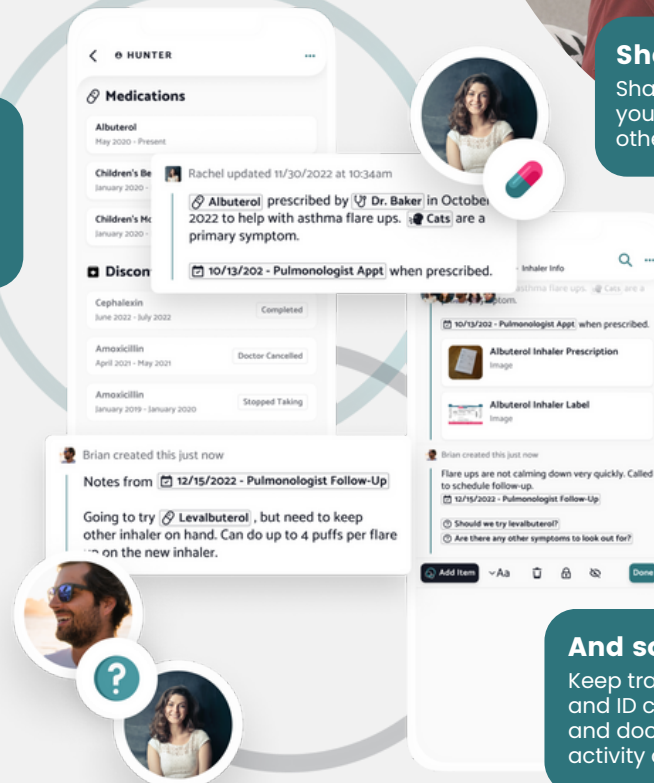 HUNTER
Medications
Albuterol
May 2020 - Present
Children's Be
January 2020 -
Children's Mo
January 2020 -
Discon
Cephalexin
June 2022 - July 2022
Completed
Amoxicillin
April 2021 - May 2021
Doctor Cancelled
Amoxicillin
January 2019 - January 2020
Stopped Taking
Rachel updated 11/30/2022 at 10:34am
Albuterol prescribed by Dr. Baker in October
2022 to help with asthma flare ups. Cats are a
primary symptom.
10/13/202 - Pulmonologist Appt when prescribed.
Sha
you
othe
Inhaler Info
asthma flare ups. Cats are a
ptom.
10/13/202 - Pulmonologist Appt when prescribed.
Albuterol Inhaler Prescription
Image
Albuterol Inhaler Label
Image
Brian created this just now
Flare ups are not calming down very quickly. Called
to schedule follow-up.
12/15/2022 - Pulmonologist Follow-Up
Should we try levalbuterol?
Are there any other symptoms to look out for?
Add Item
Aa
Done
Brian created this just now
Notes from 12/15/2022 - Pulmonologist Follow-Up
Going to try Levalbuterol , but need to keep
other inhaler on hand. Can do up to 4 puffs per flare
up on the new inhaler.
And so
Keep tra
and ID c
and doc
activity